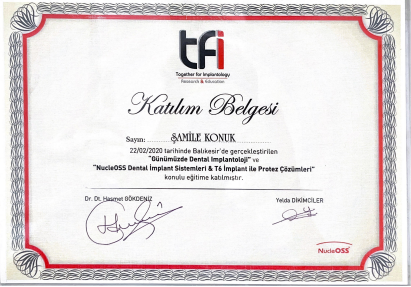 tfi
Together for Implantology
Research & Education
Katılım Belgesi
Sayın: ............ ŞAMİLE KONUK
22/02/2020 tarihinde Balıkesir'de gerçekleştirilen
"Günümüzde Dental İmplantoloji" ve
"NucleOSS Dental İmplant Sistemleri & T6 İmplant ile Protez Çözümleri"
konulu eğitime katılmıştır.
Dr. Dt. Hasmet GÖKDENİZ
Yelda DİKİMCİLER
NucleOSS